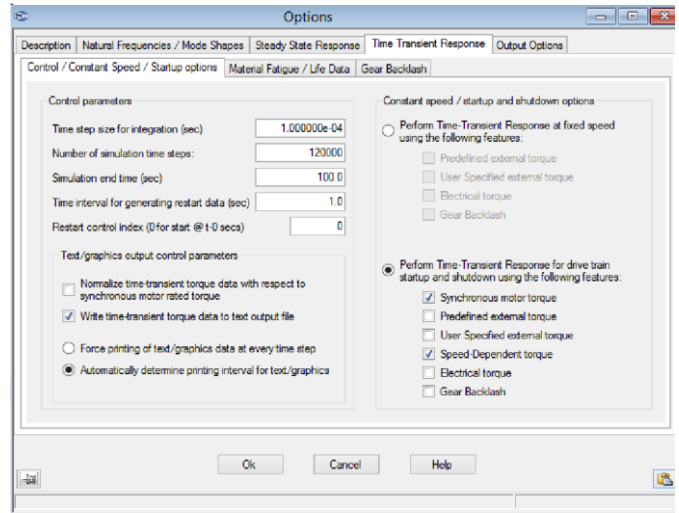 Options
Description Natural Frequencies / Mode Shapes Steady State Response Time Transient Response Output Options
Control / Constant Speed / Startup options Material Fatigue / Life Data Gear Backlash
Control parameters
Time step size for integration (sec) 1.000000e-04
Number of simulation time steps: 120000
Simulation end time (sec) 100.0
Time interval for generating restart data (sec) 1.0
Restart control index (0 for start @ t-0 secs) 0
Text/graphics output control parameters
Normalize time-transient torque data with respect to
synchronous motor rated torque
Write time-transient torque data to text output file
Force printing of text/graphics data at every time step
Automatically determine printing interval for text/graphics
Constant speed / startup and shutdown options
Perform Time-Transient Response at fixed speed
using the following features:
Predefined external torque
User Specified external torque
Electrical torque
Gear Backlash
Perform Time-Transient Response for drive train
startup and shutdown using the following features:
Synchronous motor torque
Predefined external torque
User Specified external torque
Speed-Dependent torque
Electrical torque
Gear Backlash
Ok Cancel Help